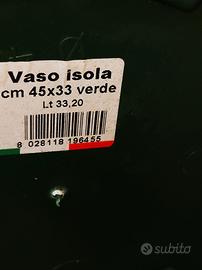 Vaso isola
cm 45x33 verde
Lt 33,20
8 028118 196455
subito